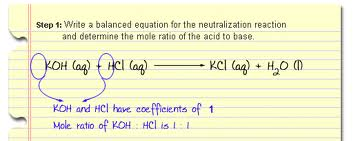 Step 1: Write a balanced equation for the neutralization reaction
and determine the mole ratio of the acid to base.
KOH (aq) + HCl (aq) ⟶ KCl (aq) + H₂O (l)
KOH and HCl have coefficients of 1
Mole ratio of KOH : HCl is 1 : 1